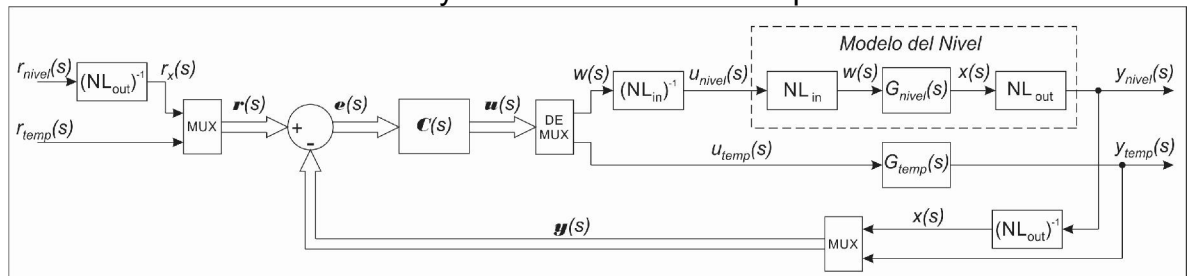 Modelo del Nivel
r_nivel(s)
(NL_out)^-1
r_x(s)
r_temp(s)
MUX
r(s)
+
-
e(s)
C(s)
u(s)
DE
MUX
w(s)
(NL_in)^-1
u_nivel(s)
NL_in
w(s)
G_nivel(s)
x(s)
NL_out
y_nivel(s)
u_temp(s)
G_temp(s)
y_temp(s)
y(s)
MUX
x(s)
(NL_out)^-1